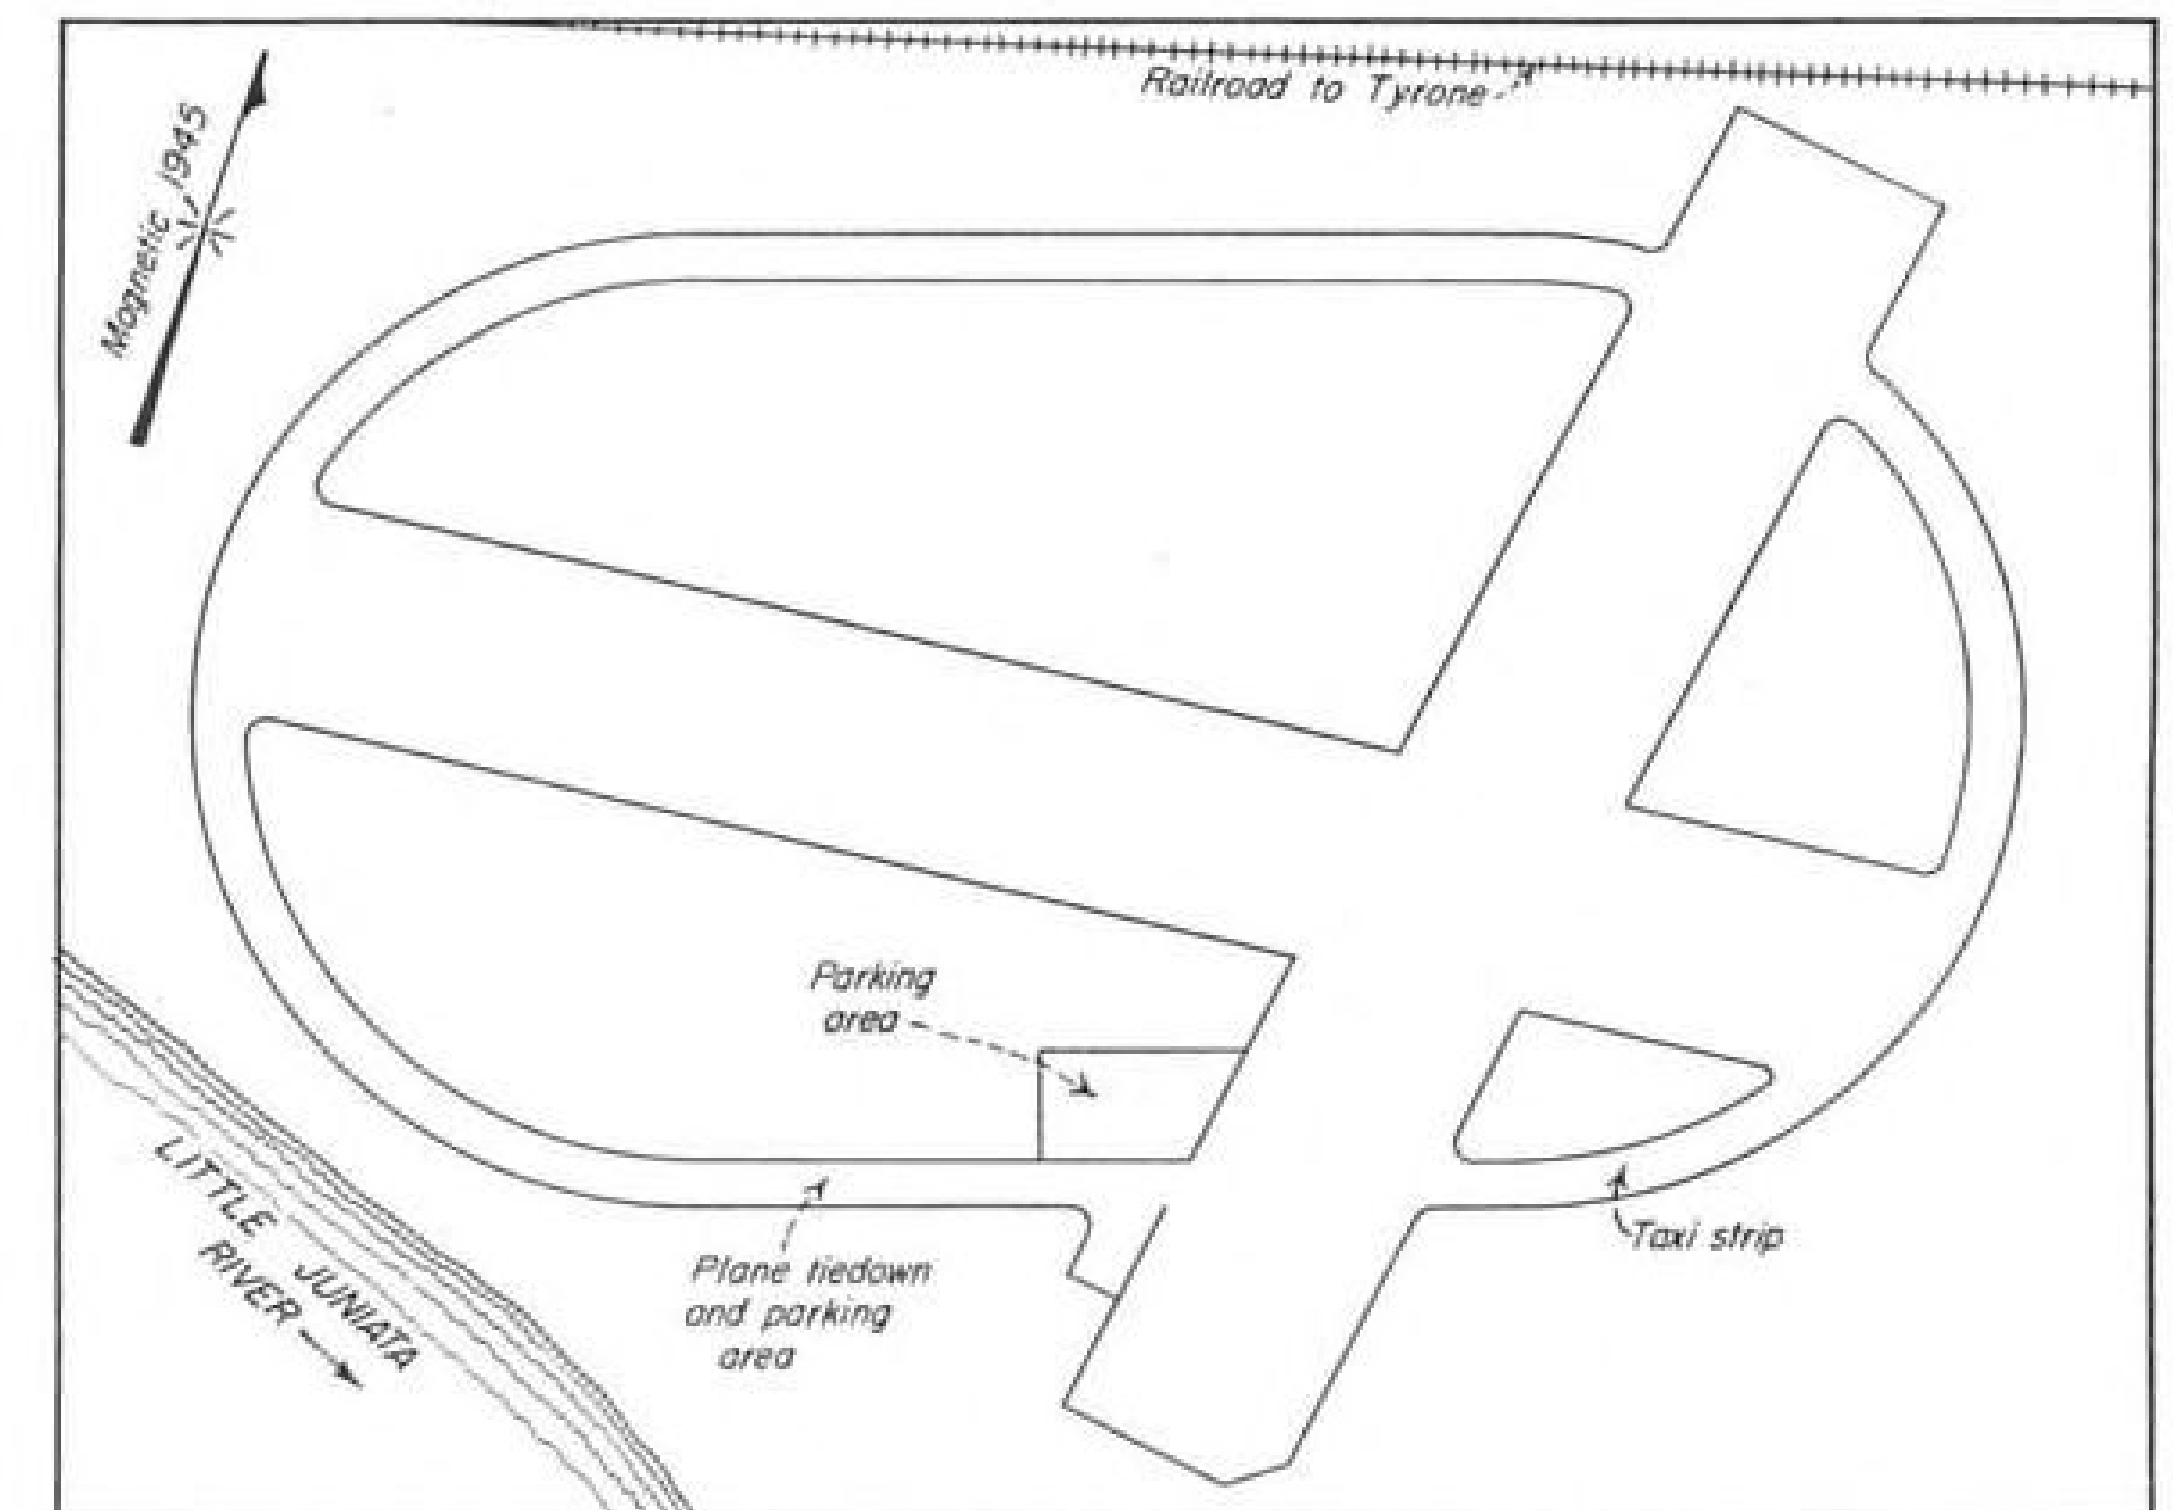 Railroad to Tyrone
Magnetic 1945
Parking
area
LITTLE JUNIATA
RIVER
Plane tiedown
and parking
area
Taxi strip